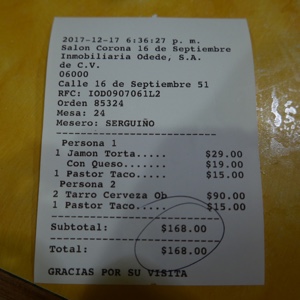 2017-12-17 6:36:27 p. m.
Salon Corona 16 de Septiembre
Inmobiliaria Odede, S.A.
de C.V.
06000
Calle 16 de Septiembre 51
RFC: IOD0907061L2
Orden 85324
Mesa: 24
Mesero: SERGUIÑO
Persona 1
1 Jamon Torta..... $29.00
Con Queso..... $19.00
1 Pastor Taco..... $15.00
Persona 2
2 Tarro Cerveza Ob $90.00
1 Pastor Taco..... $15.00
Subtotal: $168.00
Total: $168.00
GRACIAS POR SU VISITA